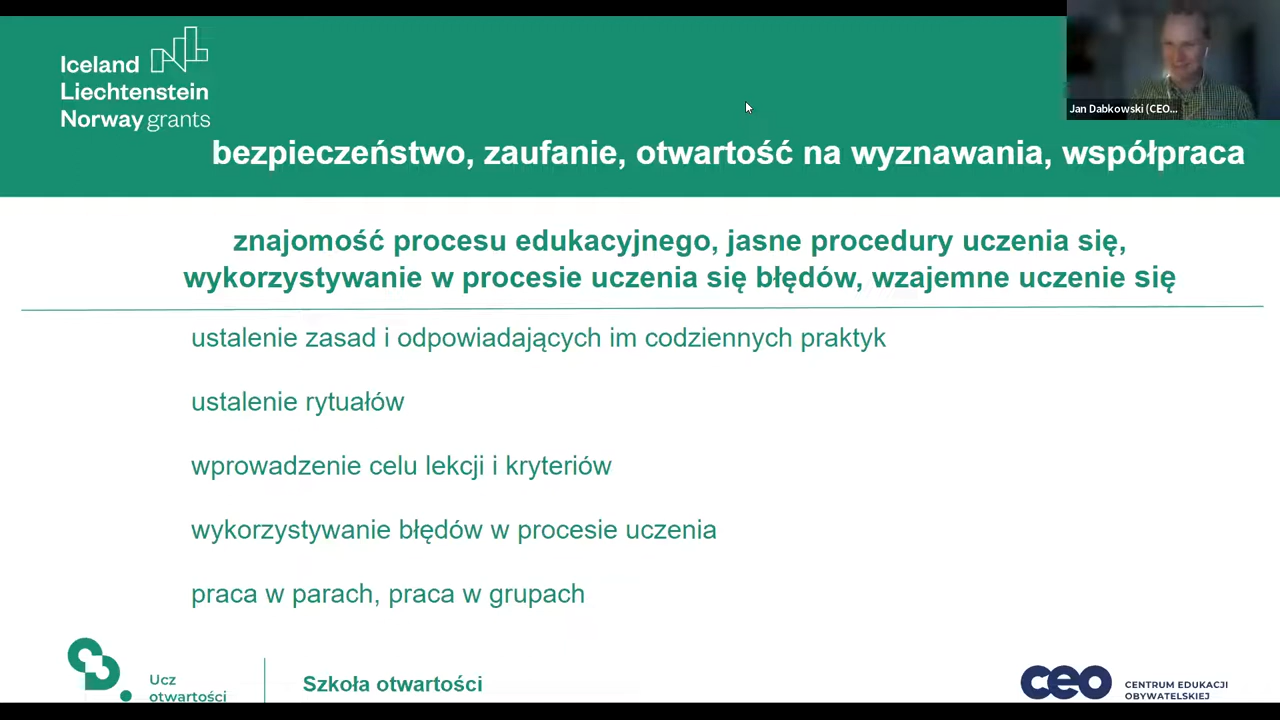 Iceland
Liechtenstein
Norway grants
Jan Dabkowski (CEO...
bezpieczeństwo, zaufanie, otwartość na wyznawania, współpraca
znajomość procesu edukacyjnego, jasne procedury uczenia się,
wykorzystywanie w procesie uczenia się błędów, wzajemne uczenie się
ustalenie zasad i odpowiadających im codziennych praktyk
ustalenie rytuałów
wprowadzenie celu lekcji i kryteriów
wykorzystywanie błędów w procesie uczenia
praca w parach, praca w grupach
Ucz
otwartości
Szkoła otwartości
ceo
CENTRUM EDUKACJI
OBYWATELSKIEJ